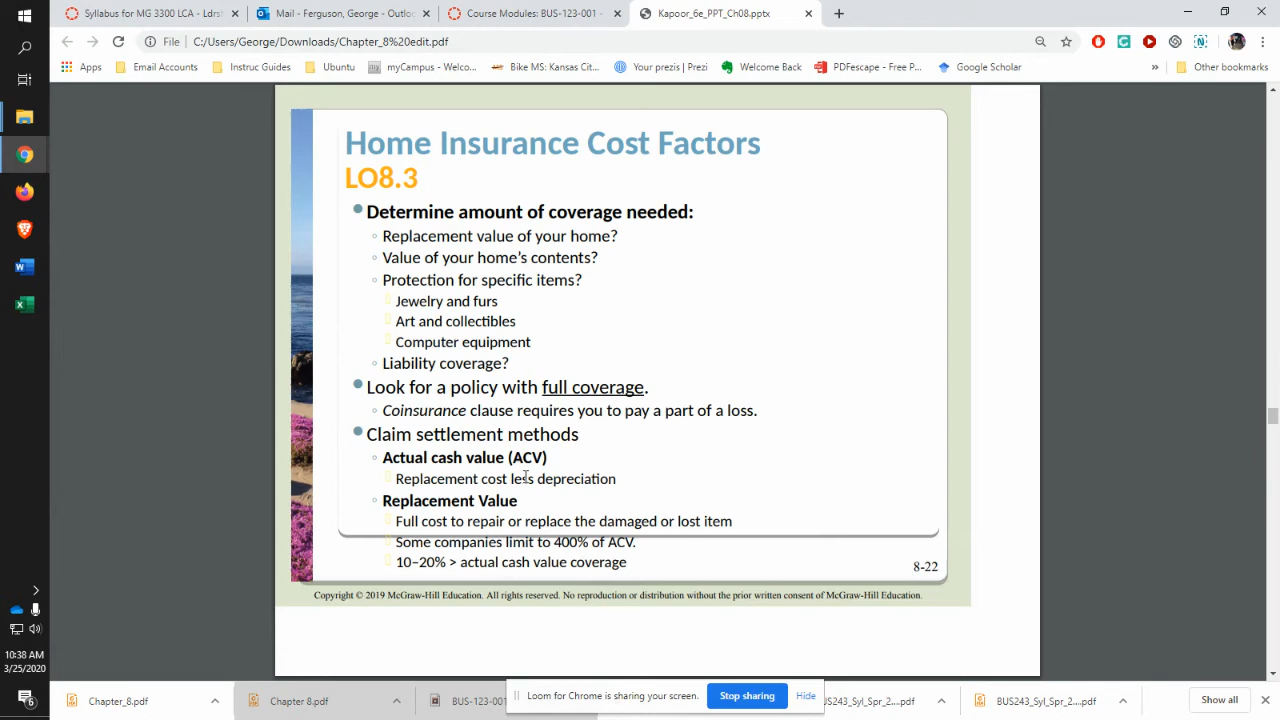 Syllabus for MG 3300 LCA - Ldrst
Mail - Ferguson, George - Outloo
Course Modules: BUS-123-001 -
Kapoor_6e_PPT_Ch08.pptx
File C:/Users/George/Downloads/Chapter_8%20edit.pdf
Apps Email Accounts Instruc Guides Ubuntu myCampus - Welco... Bike MS: Kansas Cit... Your prezis | Prezi Welcome Back PDFescape - Free P... Google Scholar » Other bookmarks
Home Insurance Cost Factors
LO8.3
Determine amount of coverage needed:
Replacement value of your home?
Value of your home's contents?
Protection for specific items?
Jewelry and furs
Art and collectibles
Computer equipment
Liability coverage?
Look for a policy with full coverage.
Coinsurance clause requires you to pay a part of a loss.
Claim settlement methods
Actual cash value (ACV)
Replacement cost less depreciation
Replacement Value
Full cost to repair or replace the damaged or lost item
Some companies limit to 400% of ACV.
10–20% > actual cash value coverage
8-22
Copyright © 2019 McGraw-Hill Education. All rights reserved. No reproduction or distribution without the prior written consent of McGraw-Hill Education.
10:38 AM
3/25/2020
6
Chapter_8.pdf
Chapter 8.pdf
BUS-123-001
Loom for Chrome is sharing your screen. Stop sharing Hide
BUS243_Syl_Spr_2....pdf
BUS243_Syl_Spr_2....pdf
Show all